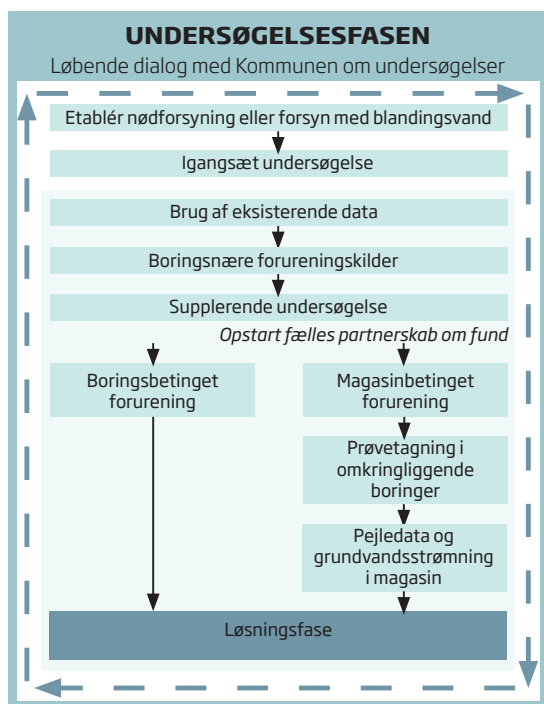 UNDERSØGELSESFASEN
Løbende dialog med Kommunen om undersøgelser
Etablér nødforsyning eller forsyn med blandingsvand
Igangsæt undersøgelse
Brug af eksisterende data
Boringsnære forureningskilder
Supplerende undersøgelse
Opstart fælles partnerskab om fund
Boringsbetinget
forurening
Magasinbetinget
forurening
Prøvetagning i
omkringliggende
boringer
Pejledata og
grundvandsstrømning
i magasin
Løsningsfase